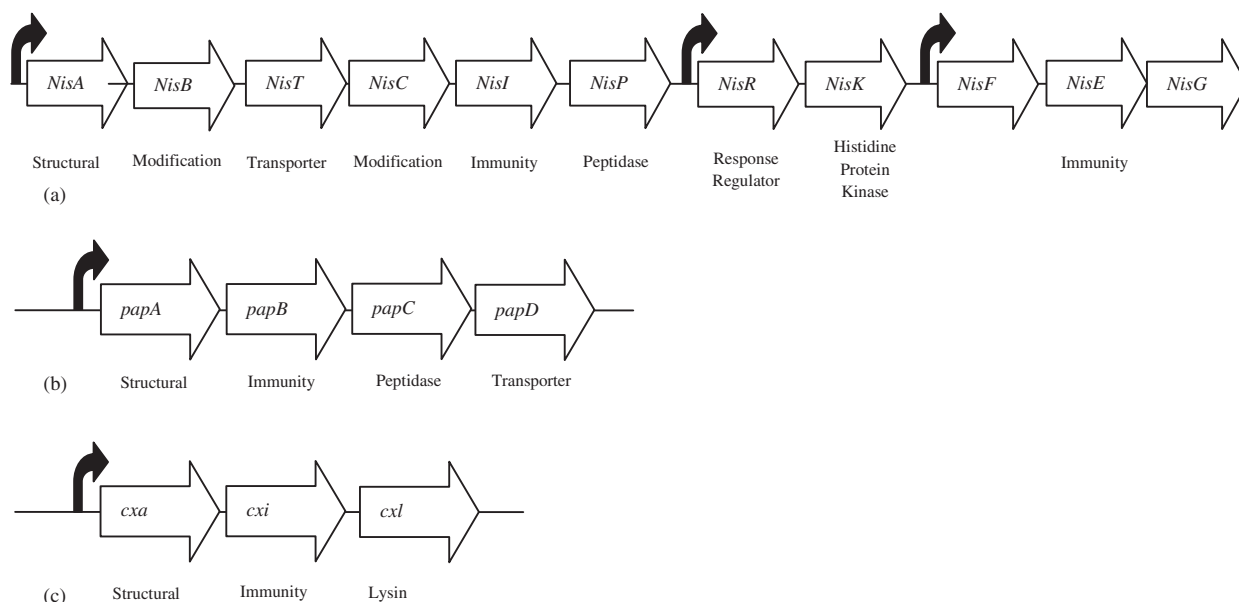 NisA NisB NisT NisC NisI NisP NisR NisK NisF NisE NisG
Structural Modification Transporter Modification Immunity Peptidase Response Regulator Histidine Protein Kinase Immunity
(a)
papA papB papC papD
(b) Structural Immunity Peptidase Transporter
cxa cxi cxl
(c) Structural Immunity Lysin